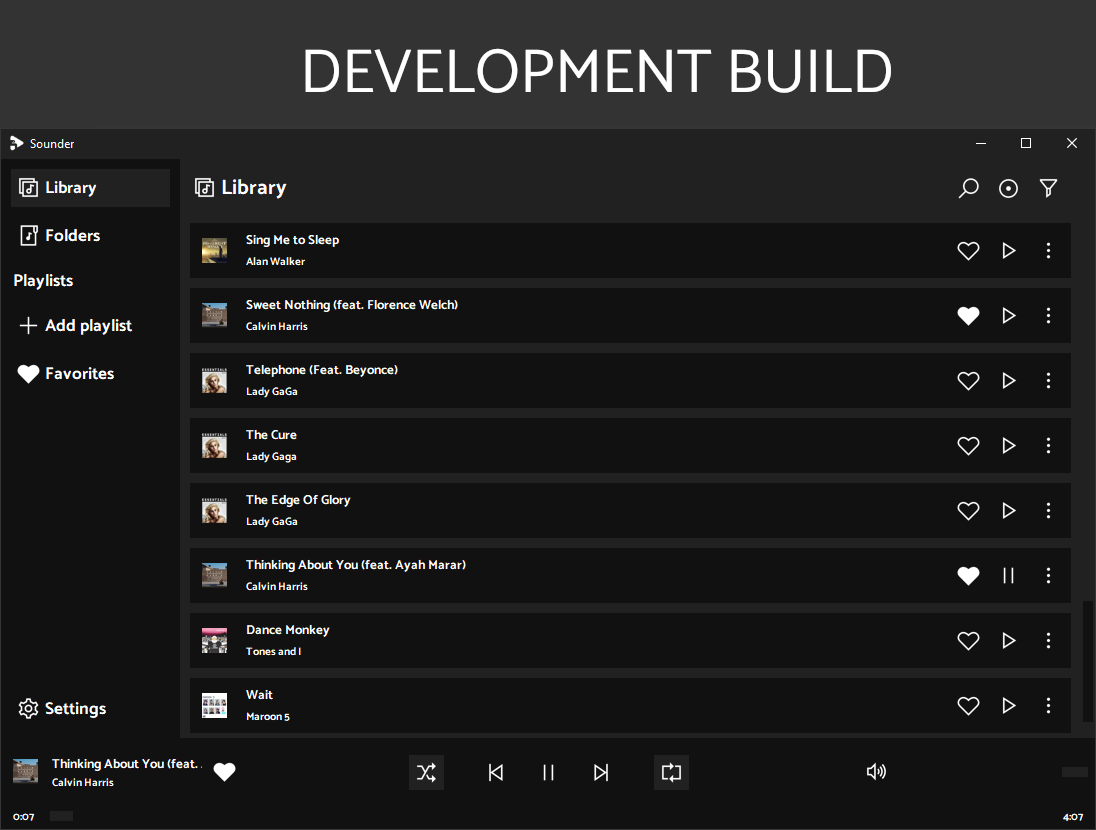 DEVELOPMENT BUILD
Sounder
Library
Folders
Playlists
Add playlist
Favorites
Settings
Library
Sing Me to Sleep
Alan Walker
Sweet Nothing (feat. Florence Welch)
Calvin Harris
Telephone (Feat. Beyonce)
Lady GaGa
The Cure
Lady Gaga
The Edge Of Glory
Lady GaGa
Thinking About You (feat. Ayah Marar)
Calvin Harris
Dance Monkey
Tones and I
Wait
Maroon 5
Thinking About You (feat. .
Calvin Harris
0:07
4:07